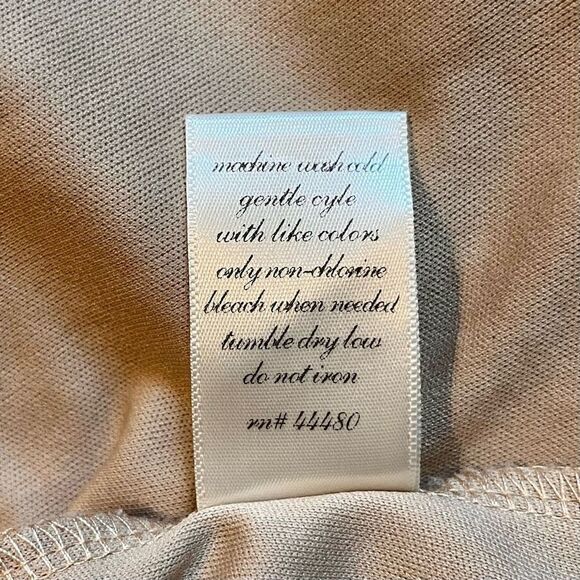 machine wash cold
gentle cyle
with like colors
only non-chlorine
bleach when needed
tumble dry low
do not iron
rn# 44480